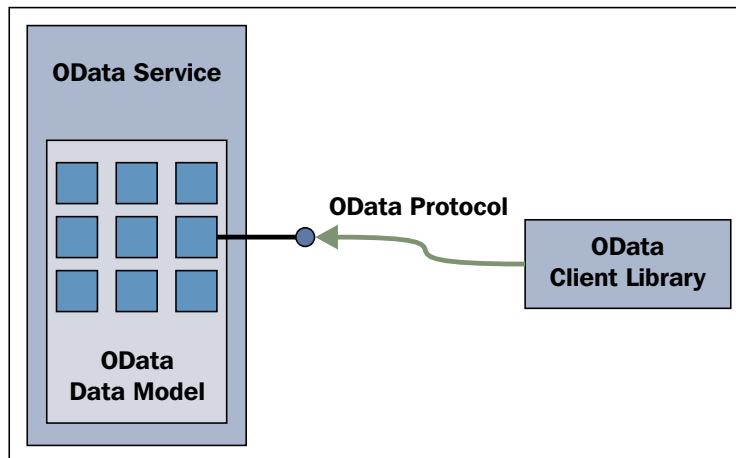 OData Service
OData
Data Model
OData Protocol
OData
Client Library